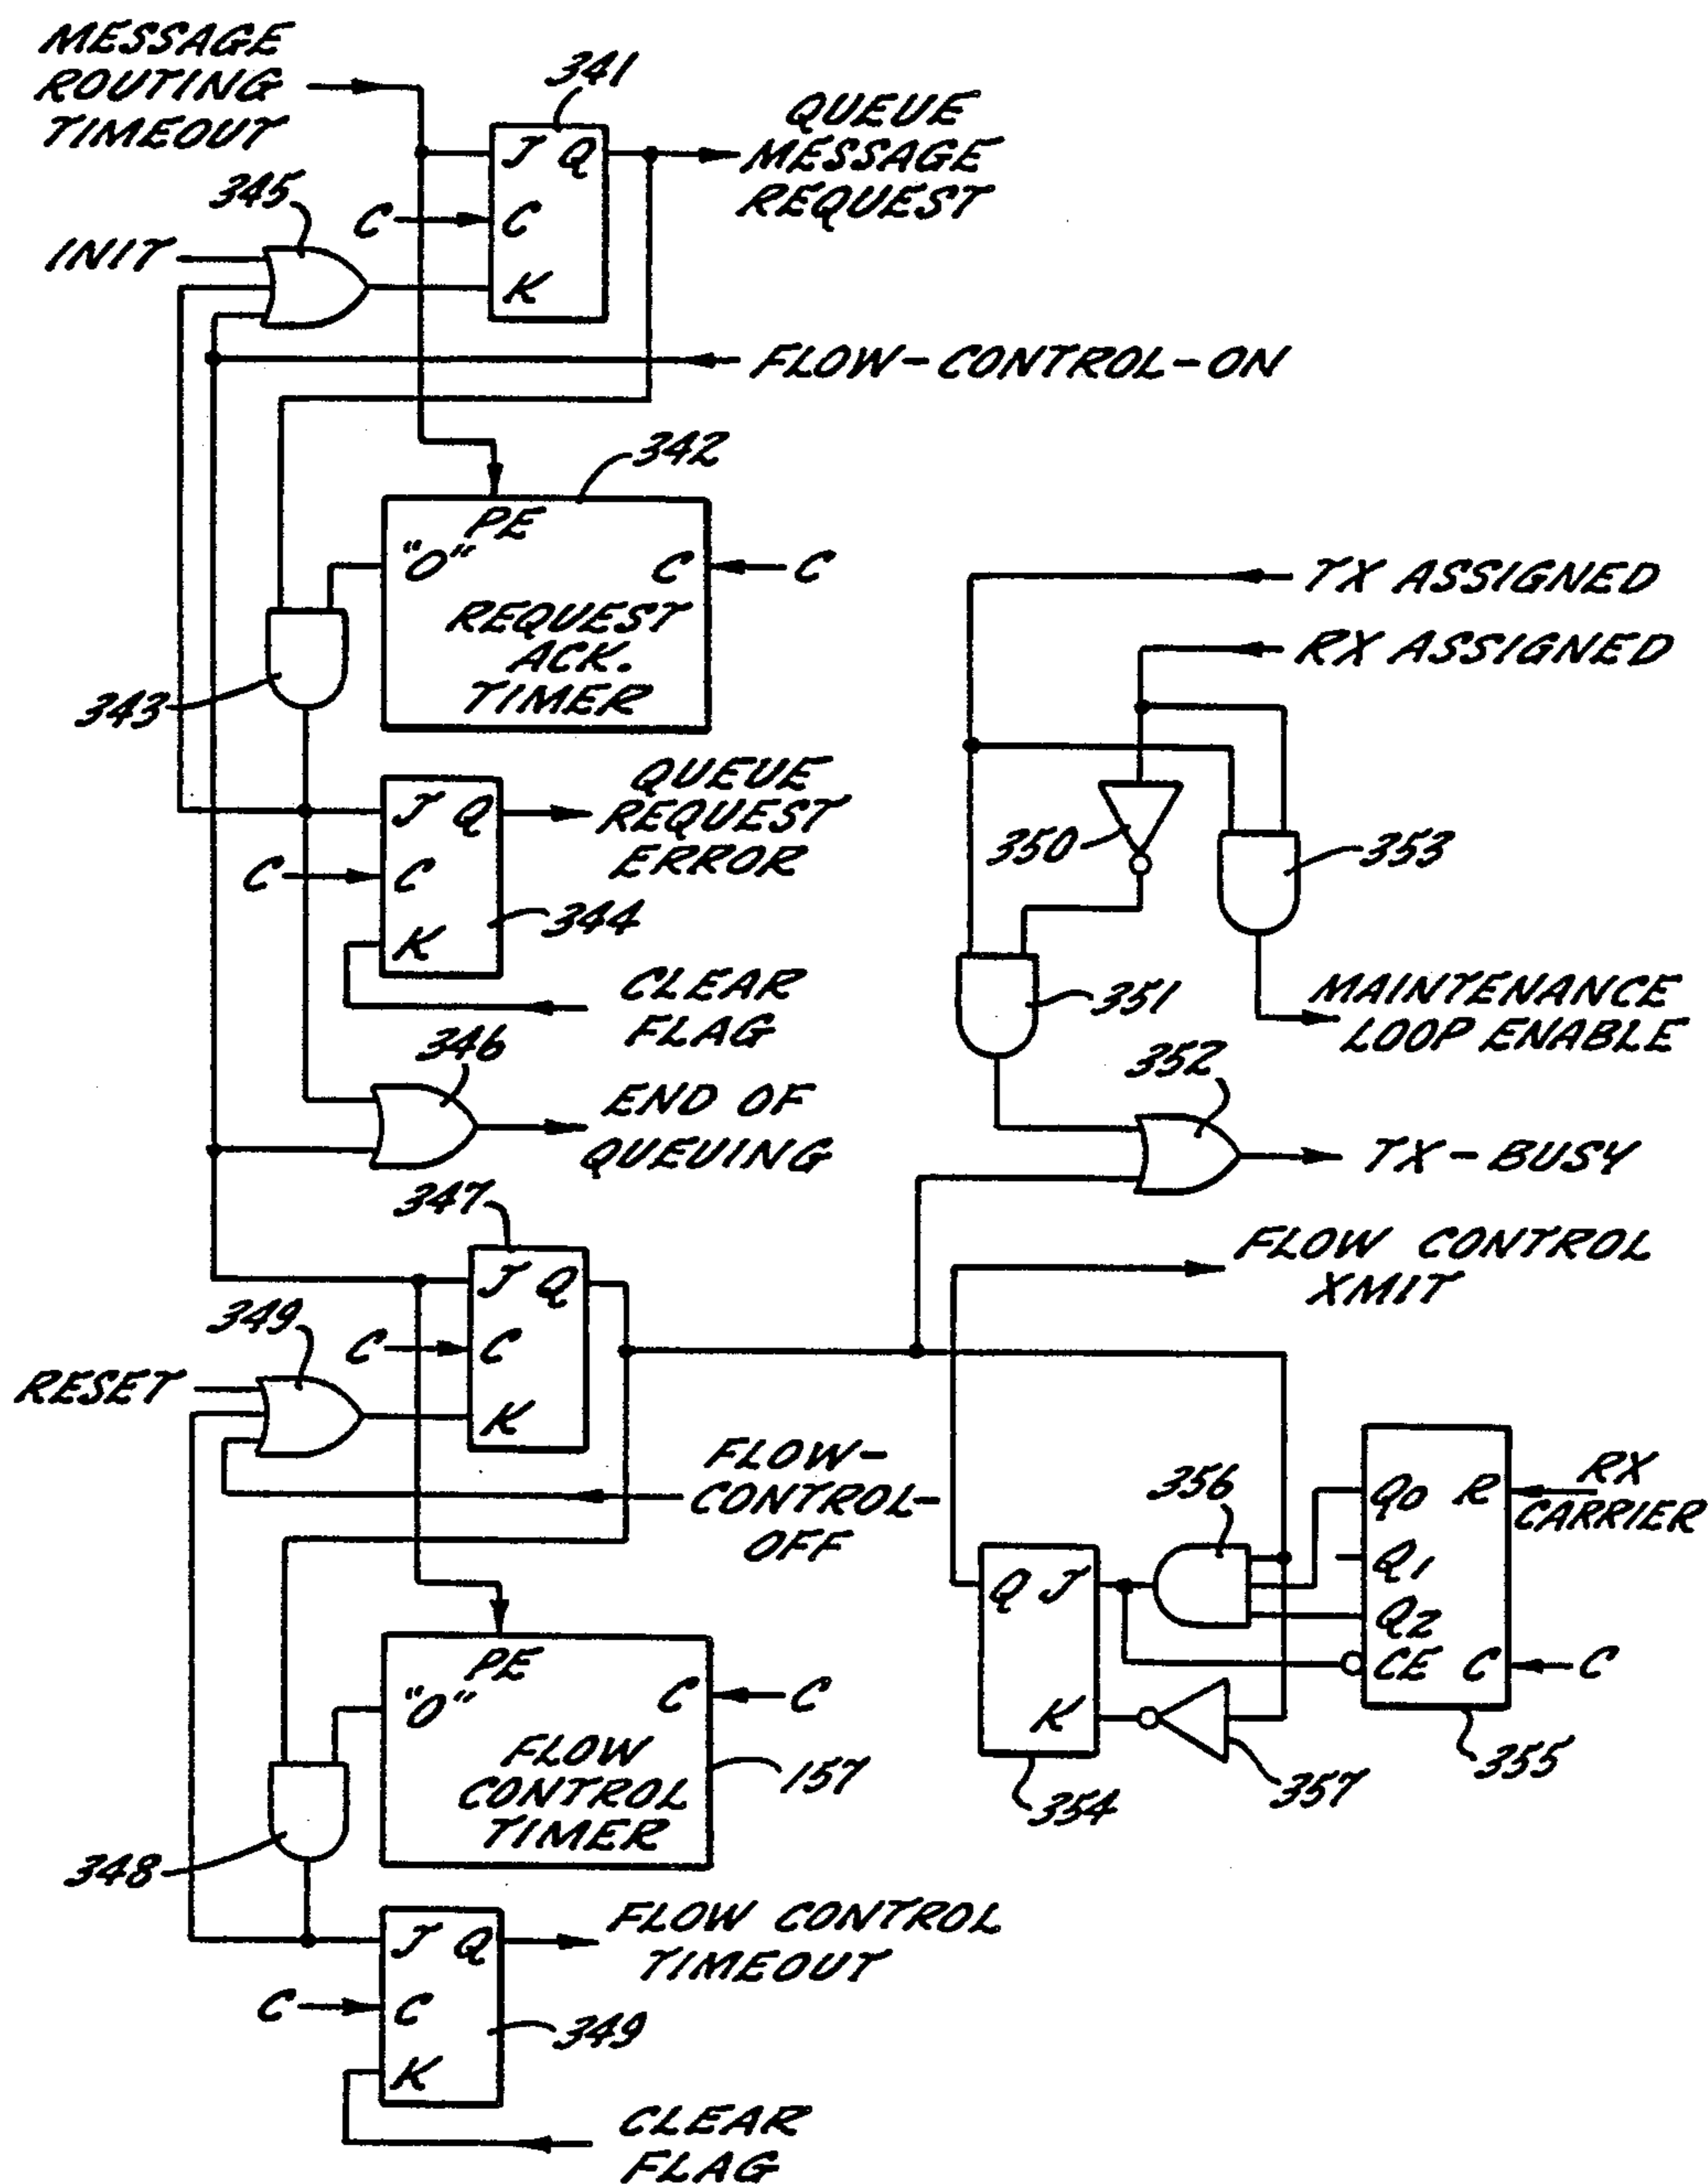 MESSAGE
ROUTING
TIMEOUT
341
J Q
C
K
C
QUEUE
MESSAGE
REQUEST
345
INIT
FLOW-CONTROL-ON
342
PE
"O"
C
C
REQUEST
ACK.
TIMER
343
TX ASSIGNED
RX ASSIGNED
350
353
J Q
C
K
C
344
QUEUE
REQUEST
ERROR
CLEAR
FLAG
351
MAINTENANCE
LOOP ENABLE
346
END OF
QUEUING
352
TX-BUSY
347
J Q
C
K
C
FLOW CONTROL
XMIT
349
RESET
FLOW-
CONTROL-
OFF
356
Q0 R
Q1
Q2
CE C
RX
CARRIER
C
355
Q J
K
354
357
PE
"O"
C
C
FLOW
CONTROL
TIMER
157
348
J Q
C
K
C
349
FLOW CONTROL
TIMEOUT
CLEAR
FLAG